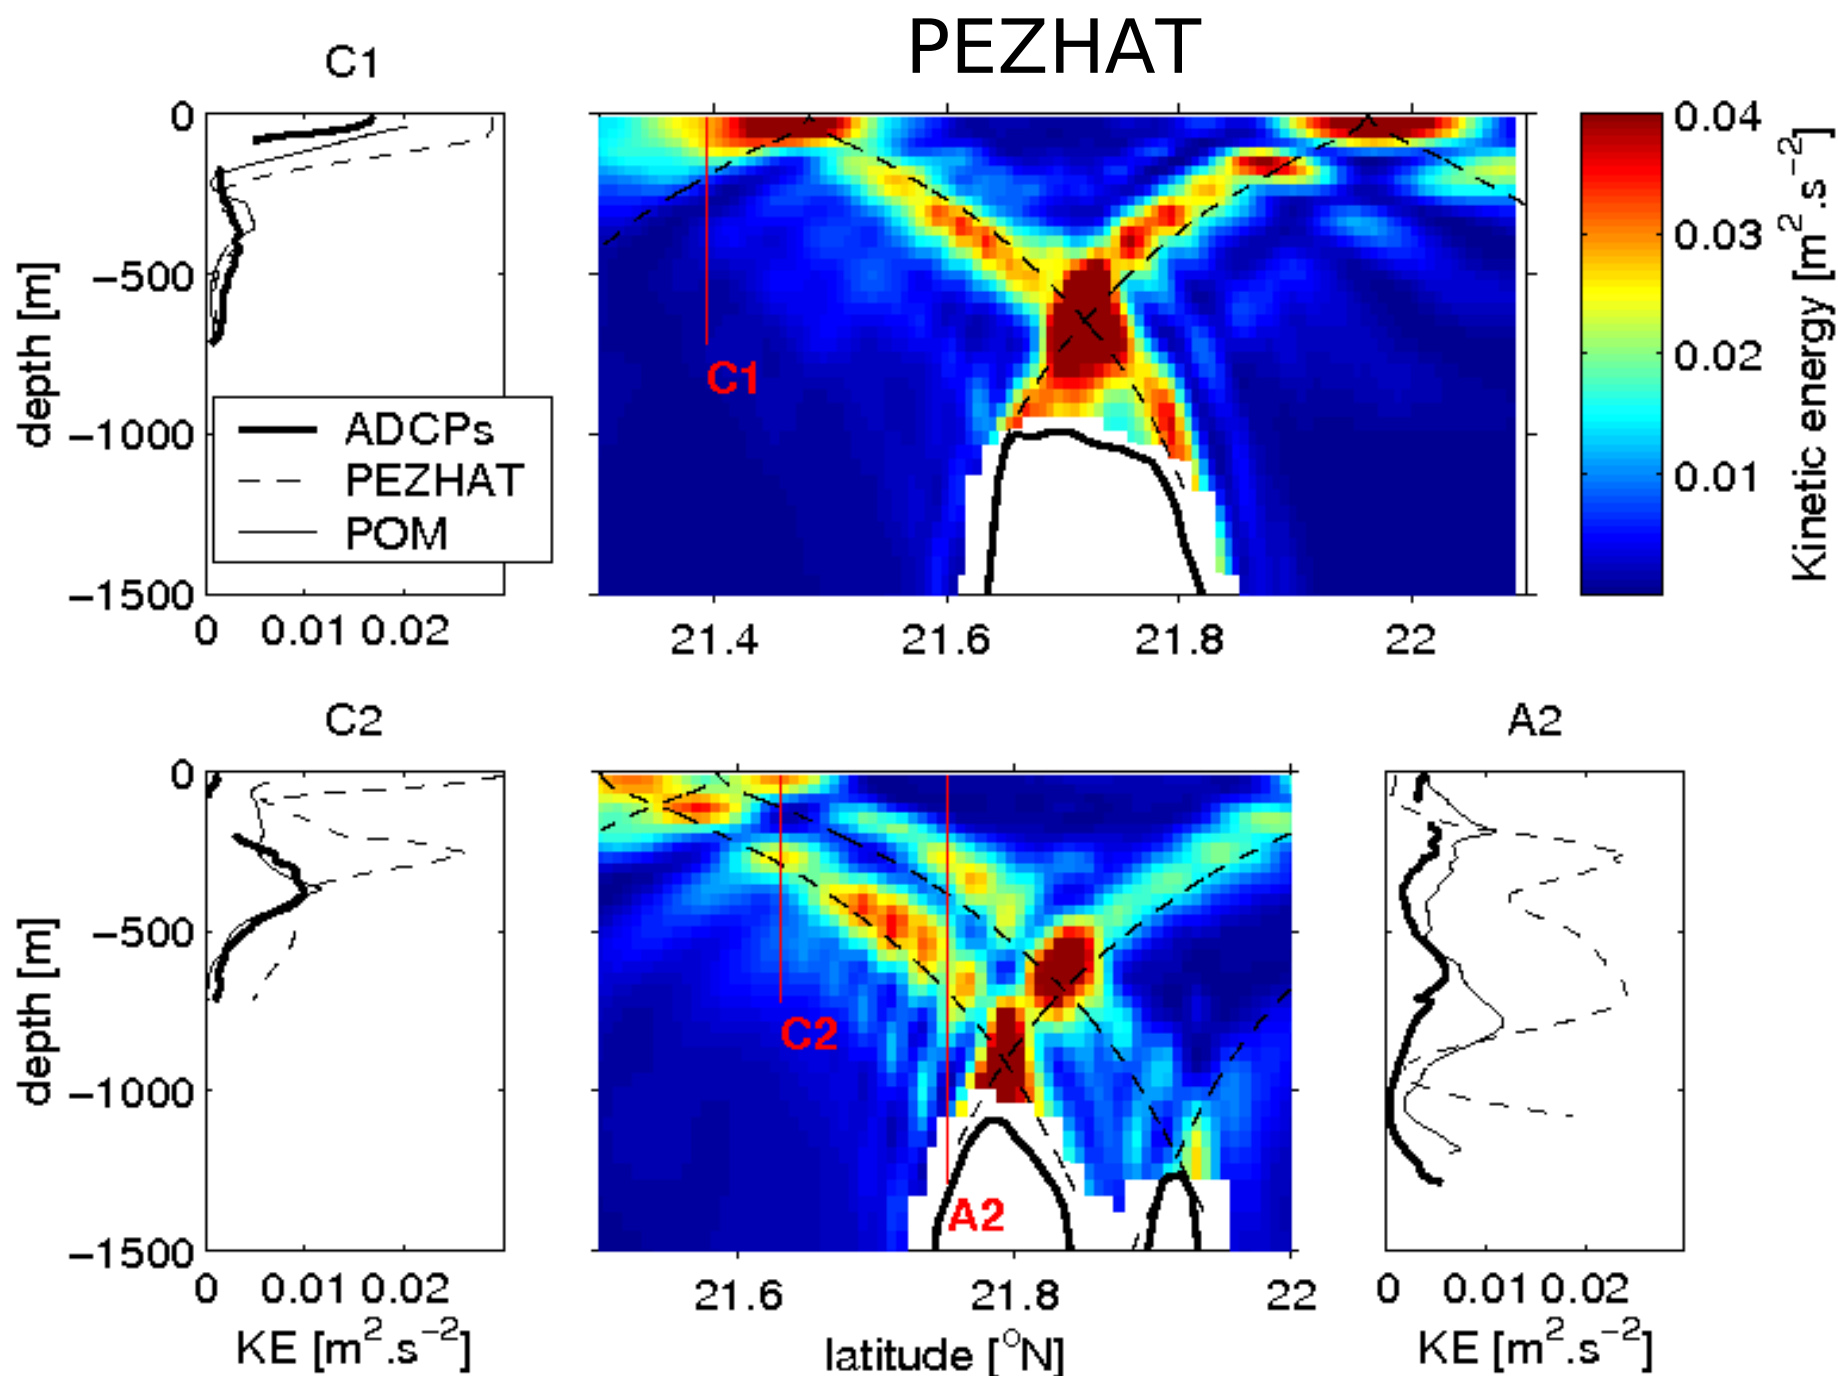 PEZHAT
C1
0
−500
−1000
−1500
depth [m]
0 0.01 0.02
ADCPs
PEZHAT
POM
C1
21.4 21.6 21.8 22
0.04
0.03
0.02
0.01
Kinetic energy [m².s⁻²]
C2
0
−500
−1000
−1500
depth [m]
0 0.01 0.02
KE [m².s⁻²]
C2
A2
21.6 21.8 22
latitude [°N]
A2
0 0.01 0.02
KE [m².s⁻²]